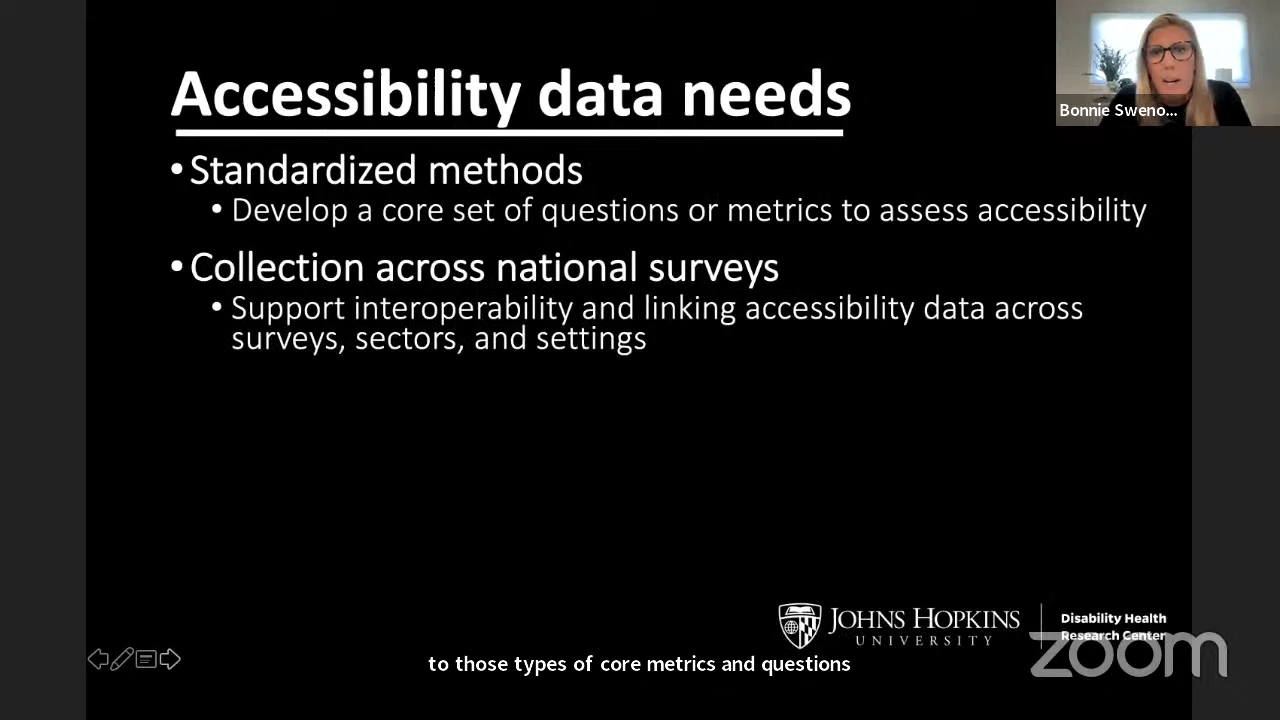 Accessibility data needs
Bonnie Sweno...
• Standardized methods
• Develop a core set of questions or metrics to assess accessibility
• Collection across national surveys
• Support interoperability and linking accessibility data across
surveys, sectors, and settings
JOHNS HOPKINS
UNIVERSITY
Disability Health
Research Center
zoom
to those types of core metrics and questions